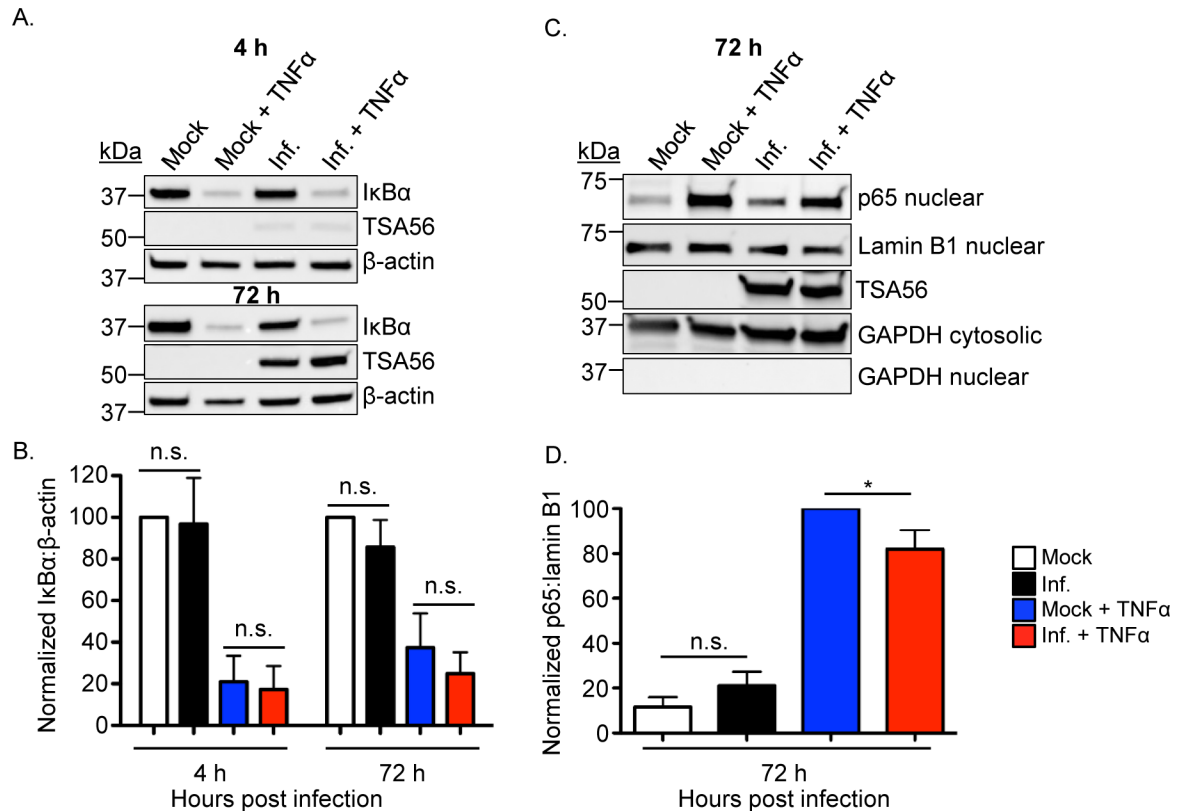 A.
4 h
kDa
Mock
Mock + TNFα
Inf.
Inf. + TNFα
37
IκBα
TSA56
50
β-actin
37
72 h
37
IκBα
TSA56
50
β-actin
37
C.
72 h
kDa
Mock
Mock + TNFα
Inf.
Inf. + TNFα
75
p65 nuclear
75
Lamin B1 nuclear
TSA56
50
37
GAPDH cytosolic
37
GAPDH nuclear
B.
Normalized IκBα:β-actin
120
100
80
60
40
20
0
n.s.
n.s.
n.s.
n.s.
4 h
72 h
Hours post infection
D.
Normalized p65:lamin B1
100
80
60
40
20
0
n.s.
*
72 h
Hours post infection
Mock
Inf.
Mock + TNFα
Inf. + TNFα